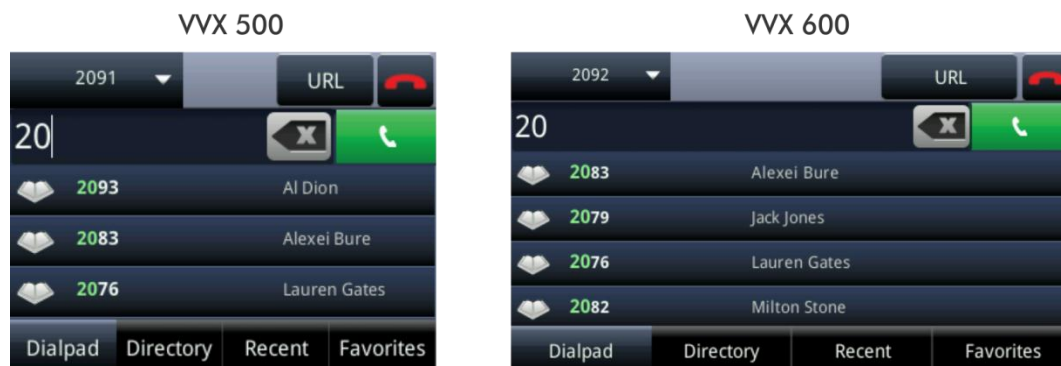 VVX 500
2091 URL
20
2093 Al Dion
2083 Alexei Bure
2076 Lauren Gates
Dialpad Directory Recent Favorites
VVX 600
2092 URL
20
2083 Alexei Bure
2079 Jack Jones
2076 Lauren Gates
2082 Milton Stone
Dialpad Directory Recent Favorites